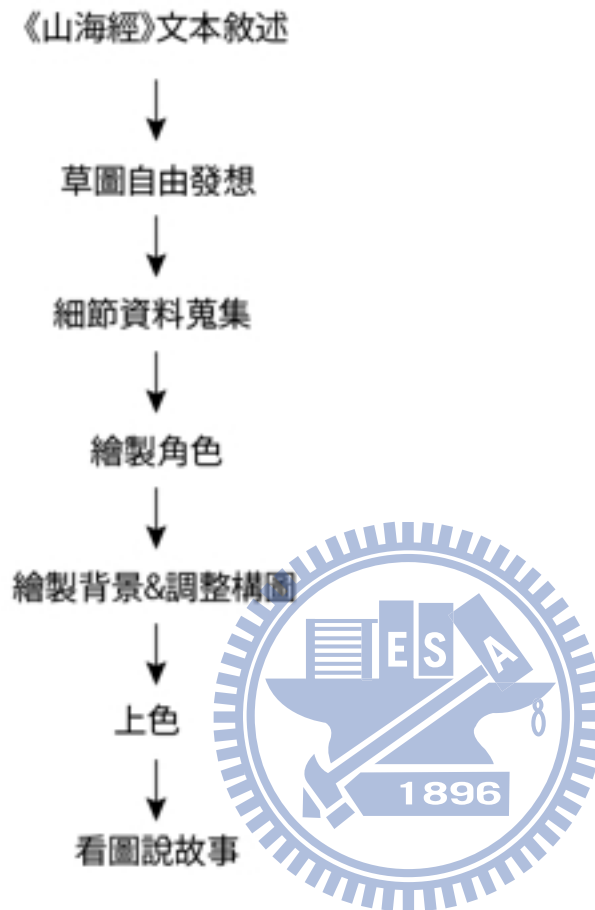 《山海經》文本敘述
草圖自由發想
細節資料蒐集
繪製角色
繪製背景&調整構圖
上色
看圖說故事
E S A
1896